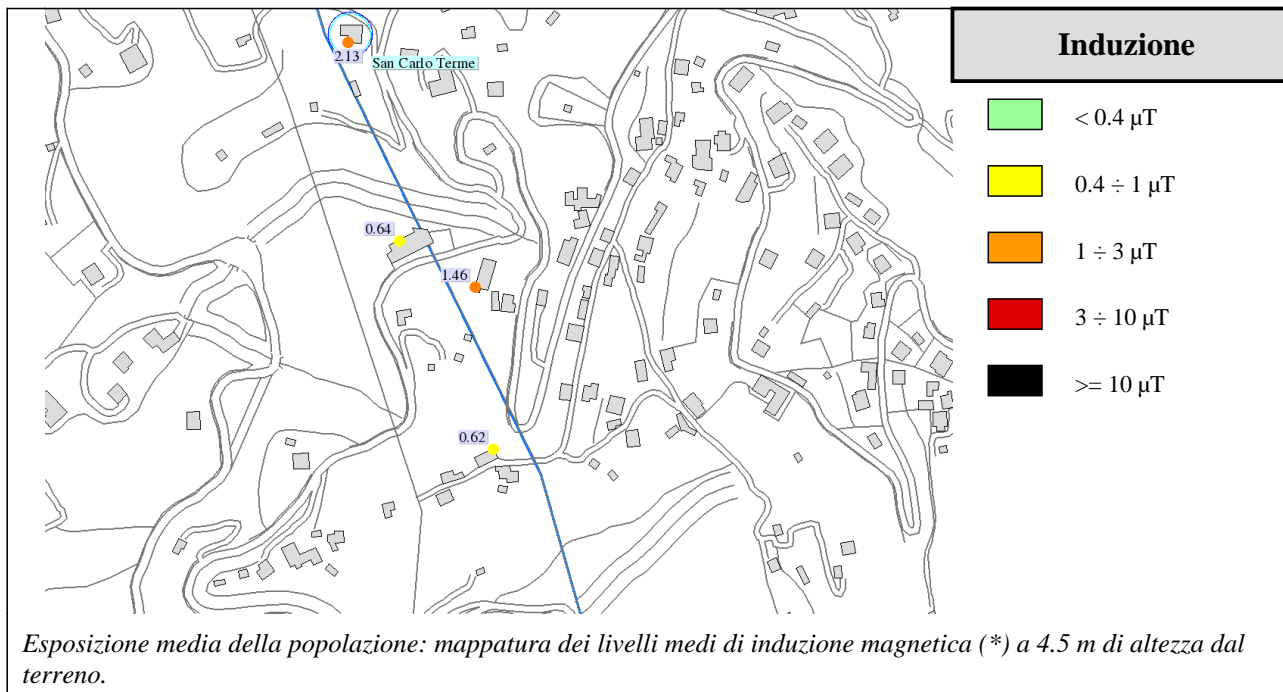 Induzione
< 0.4 µT
0.4 ÷ 1 µT
1 ÷ 3 µT
3 ÷ 10 µT
>= 10 µT
2.13
San Carlo Terme
0.64
1.46
0.62
Esposizione media della popolazione: mappatura dei livelli medi di induzione magnetica (*) a 4.5 m di altezza dal
terreno.